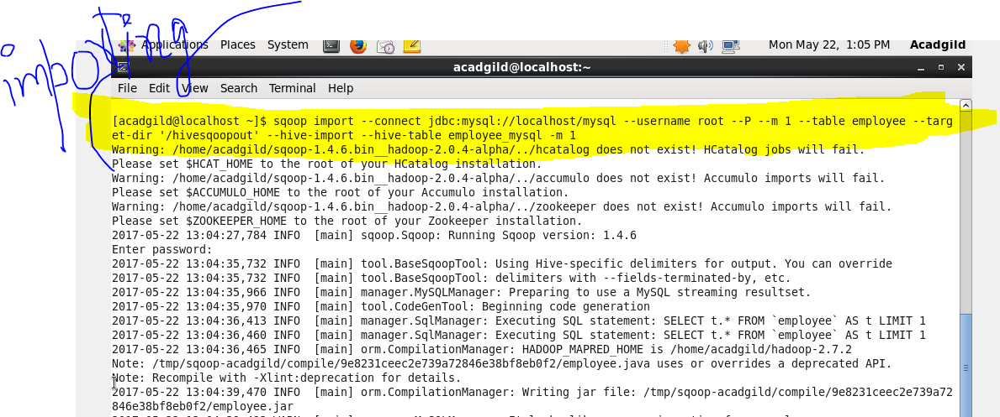 importing
Applications Places System Mon May 22, 1:05 PM Acadgild
acadgild@localhost:~
File Edit View Search Terminal Help
[acadgild@localhost ~]$ sqoop import --connect jdbc:mysql://localhost/mysql --username root --P --m 1 --table employee --targ
et-dir '/hivesqoopout' --hive-import --hive-table employee_mysql -m 1
Warning: /home/acadgild/sqoop-1.4.6.bin__hadoop-2.0.4-alpha/../hcatalog does not exist! HCatalog jobs will fail.
Please set $HCAT_HOME to the root of your HCatalog installation.
Warning: /home/acadgild/sqoop-1.4.6.bin__hadoop-2.0.4-alpha/../accumulo does not exist! Accumulo imports will fail.
Please set $ACCUMULO_HOME to the root of your Accumulo installation.
Warning: /home/acadgild/sqoop-1.4.6.bin__hadoop-2.0.4-alpha/../zookeeper does not exist! Accumulo imports will fail.
Please set $ZOOKEEPER_HOME to the root of your Zookeeper installation.
2017-05-22 13:04:27,784 INFO  [main] sqoop.Sqoop: Running Sqoop version: 1.4.6
Enter password:
2017-05-22 13:04:35,732 INFO  [main] tool.BaseSqoopTool: Using Hive-specific delimiters for output. You can override
2017-05-22 13:04:35,732 INFO  [main] tool.BaseSqoopTool: delimiters with --fields-terminated-by, etc.
2017-05-22 13:04:35,966 INFO  [main] manager.MySQLManager: Preparing to use a MySQL streaming resultset.
2017-05-22 13:04:35,970 INFO  [main] tool.CodeGenTool: Beginning code generation
2017-05-22 13:04:36,413 INFO  [main] manager.SqlManager: Executing SQL statement: SELECT t.* FROM `employee` AS t LIMIT 1
2017-05-22 13:04:36,460 INFO  [main] manager.SqlManager: Executing SQL statement: SELECT t.* FROM `employee` AS t LIMIT 1
2017-05-22 13:04:36,465 INFO  [main] orm.CompilationManager: HADOOP_MAPRED_HOME is /home/acadgild/hadoop-2.7.2
Note: /tmp/sqoop-acadgild/compile/9e8231ceec2e739a72846e38bf8eb0f2/employee.java uses or overrides a deprecated API.
Note: Recompile with -Xlint:deprecation for details.
2017-05-22 13:04:39,470 INFO  [main] orm.CompilationManager: Writing jar file: /tmp/sqoop-acadgild/compile/9e8231ceec2e739a72
846e38bf8eb0f2/employee.jar